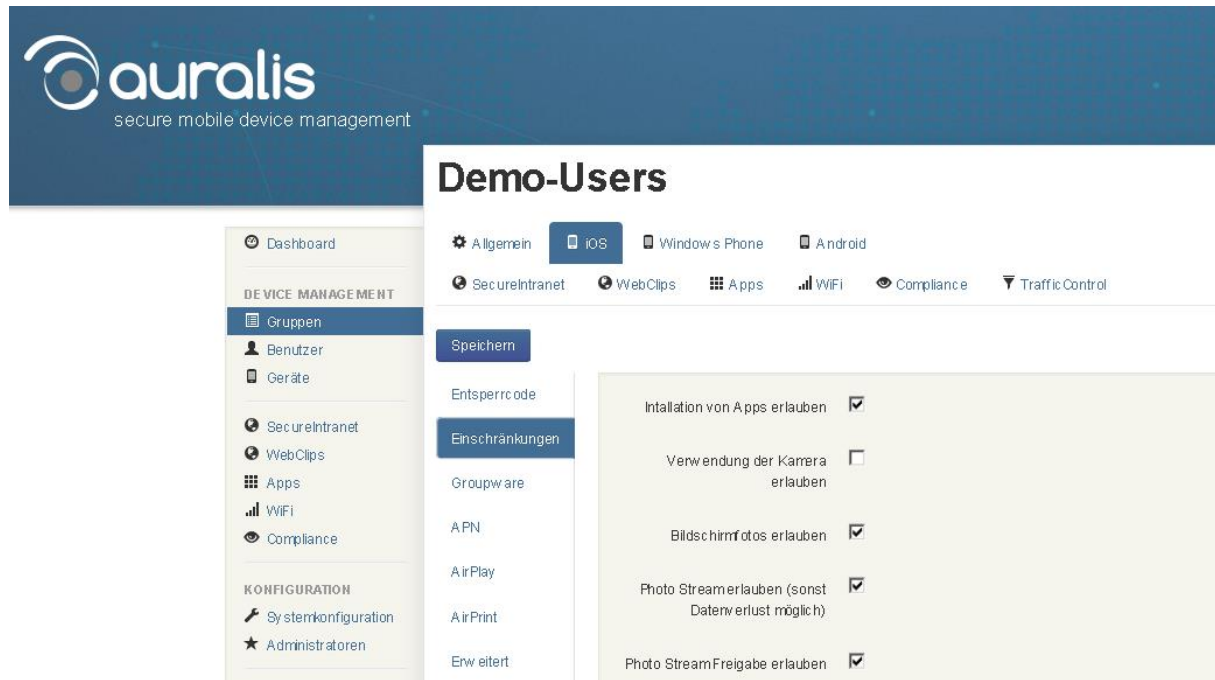 auralis
secure mobile device management
Demo-Users
Allgemein iOS Windows Phone Android
SecureIntranet WebClips Apps WiFi Compliance TrafficControl
Dashboard
DEVICE MANAGEMENT
Gruppen
Benutzer
Geräte
SecureIntranet
WebClips
Apps
WiFi
Compliance
KONFIGURATION
Systemkonfiguration
Administratoren
Speichern
Entsperrcode
Einschränkungen
Groupware
APN
AirPlay
AirPrint
Erweitert
Intallation von Apps erlauben
Verwendung der Kamera
erlauben
Bildschirmfotos erlauben
Photo Stream erlauben (sonst
Datenverlust möglich)
Photo Stream Freigabe erlauben